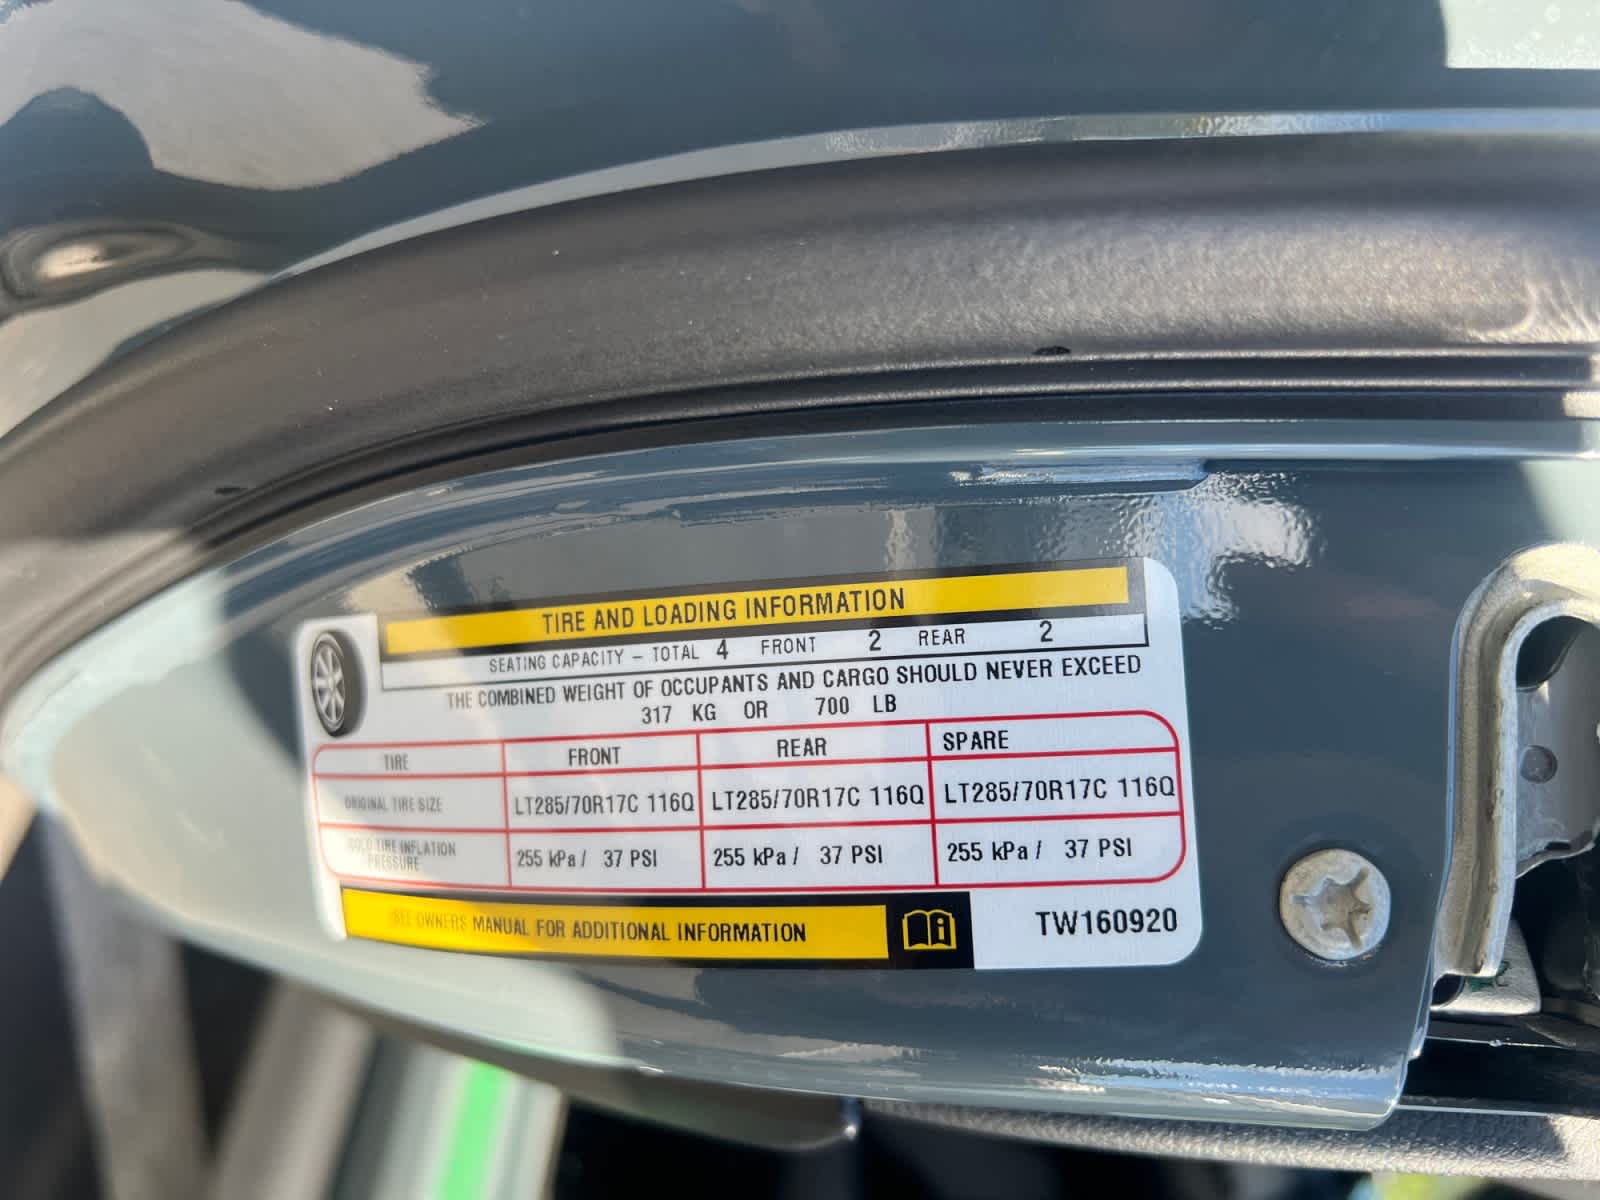 TIRE AND LOADING INFORMATION
SEATING CAPACITY – TOTAL 4 FRONT 2 REAR 2
THE COMBINED WEIGHT OF OCCUPANTS AND CARGO SHOULD NEVER EXCEED
317 KG OR 700 LB
TIRE FRONT REAR SPARE
ORIGINAL TIRE SIZE LT285/70R17C 116Q LT285/70R17C 116Q LT285/70R17C 116Q
COLD TIRE INFLATION
PRESSURE 255 kPa / 37 PSI 255 kPa / 37 PSI 255 kPa / 37 PSI
SEE OWNERS MANUAL FOR ADDITIONAL INFORMATION
TW160920